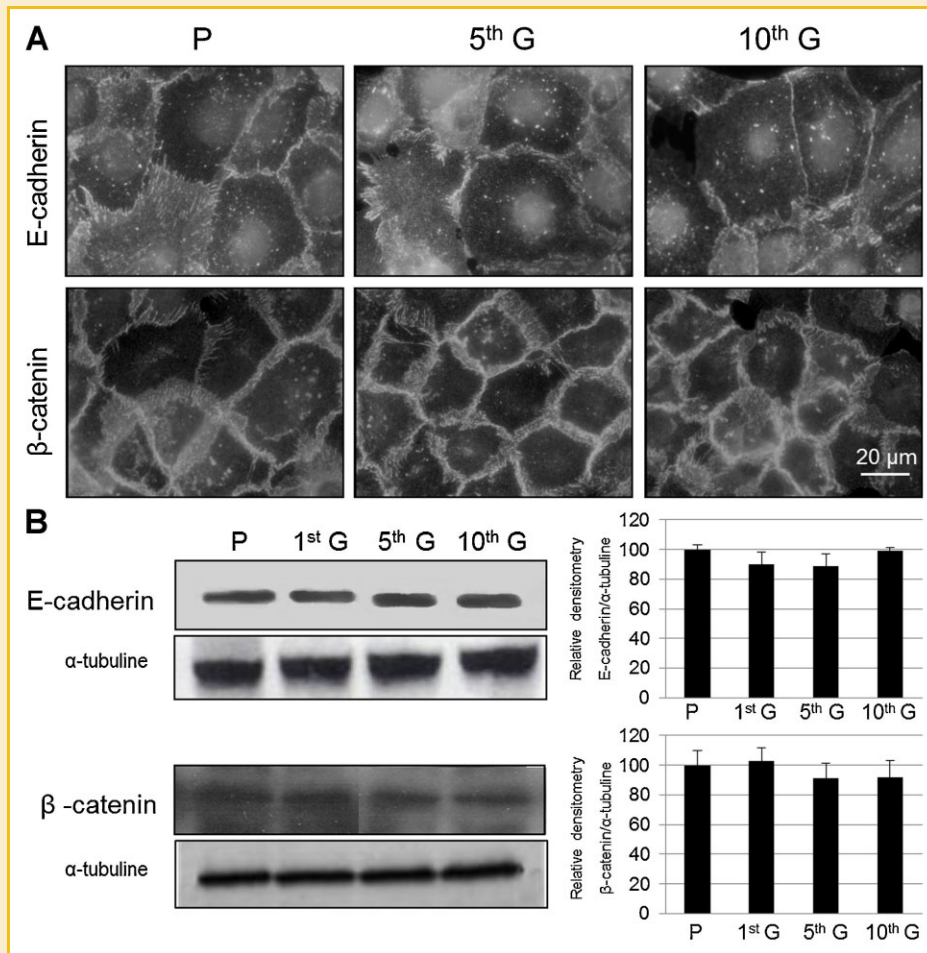 A
P 5th G 10th G
E-cadherin
β-catenin
20 µm
B
P 1st G 5th G 10th G
E-cadherin
α-tubuline
β -catenin
α-tubuline
Relative densitometry
E-cadherin/α-tubuline
120
100
80
60
40
20
0
P 1st G 5th G 10th G
Relative densitometry
β-catenin/α-tubuline
120
100
80
60
40
20
0
P 1st G 5th G 10th G